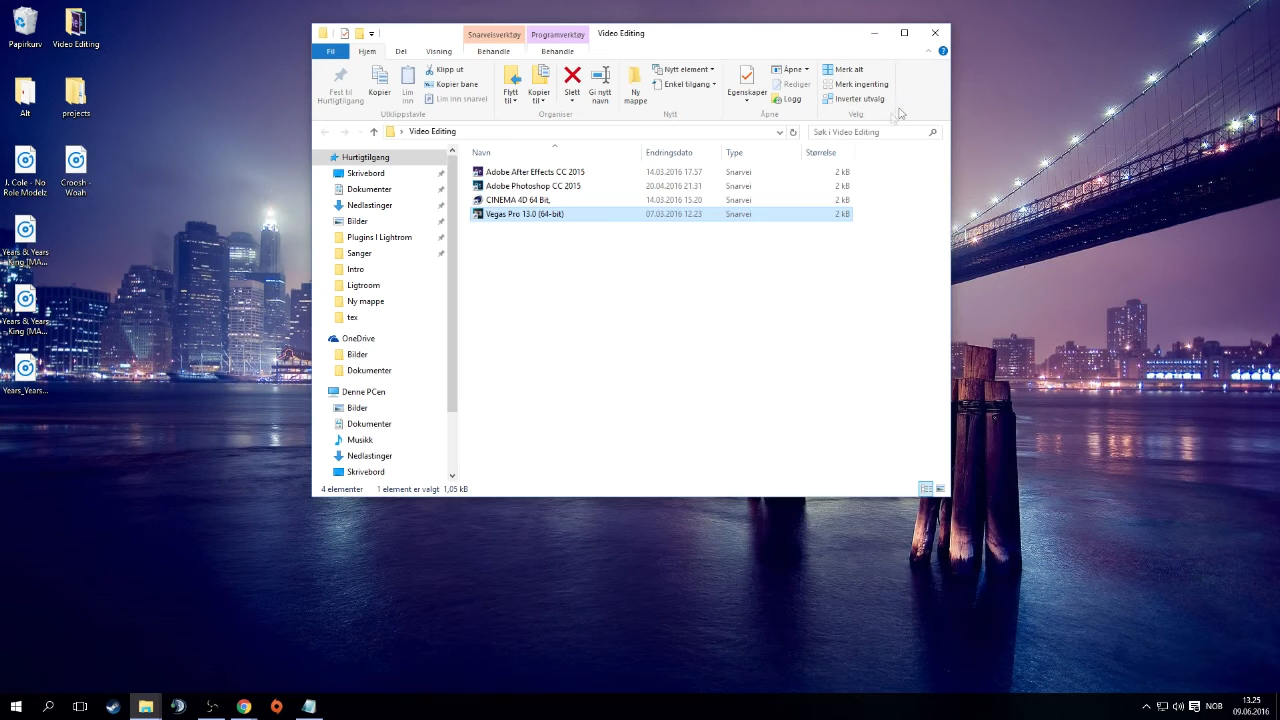 Papirkurv
Video Editing
Alt
projects
J. Cole - No
Role Modelz
Croosh -
W'oah
Years & Years
_King [MA...
Years & Years
_King [MA...
Years_Years...
Snarveisverktøy
Programverktøy
Video Editing
Fil
Hjem
Del
Visning
Behandle
Behandle
Fest til
Hurtigtilgang
Kopier
Lim
inn
Klipp ut
Kopier bane
Lim inn snarvei
Utklippstavle
Flytt
til
Kopier
til
Slett
Gi nytt
navn
Organiser
Ny
mappe
Nytt element
Enkel tilgang
Nytt
Egenskaper
Åpne
Rediger
Logg
Åpne
Merk alt
Merk ingenting
Inverter utvalg
Velg
Video Editing
Søk i Video Editing
Navn
Endringsdato
Type
Størrelse
Adobe After Effects CC 2015 14.03.2016 17.57 Snarvei 2 kB
Adobe Photoshop CC 2015 20.04.2016 21.31 Snarvei 2 kB
CINEMA 4D 64 Bit, 14.03.2016 15.20 Snarvei 2 kB
Vegas Pro 13.0 (64-bit) 07.03.2016 12.23 Snarvei 2 kB
Hurtigtilgang
Skrivebord
Dokumenter
Nedlastinger
Bilder
Plugins I Lightrom
Sanger
Intro
Ligtroom
Ny mappe
tex
OneDrive
Bilder
Dokumenter
Denne PCen
Bilder
Dokumenter
Musikk
Nedlastinger
Skrivebord
4 elementer 1 element er valgt 1,05 kB
NOB
13.25
09.06.2016